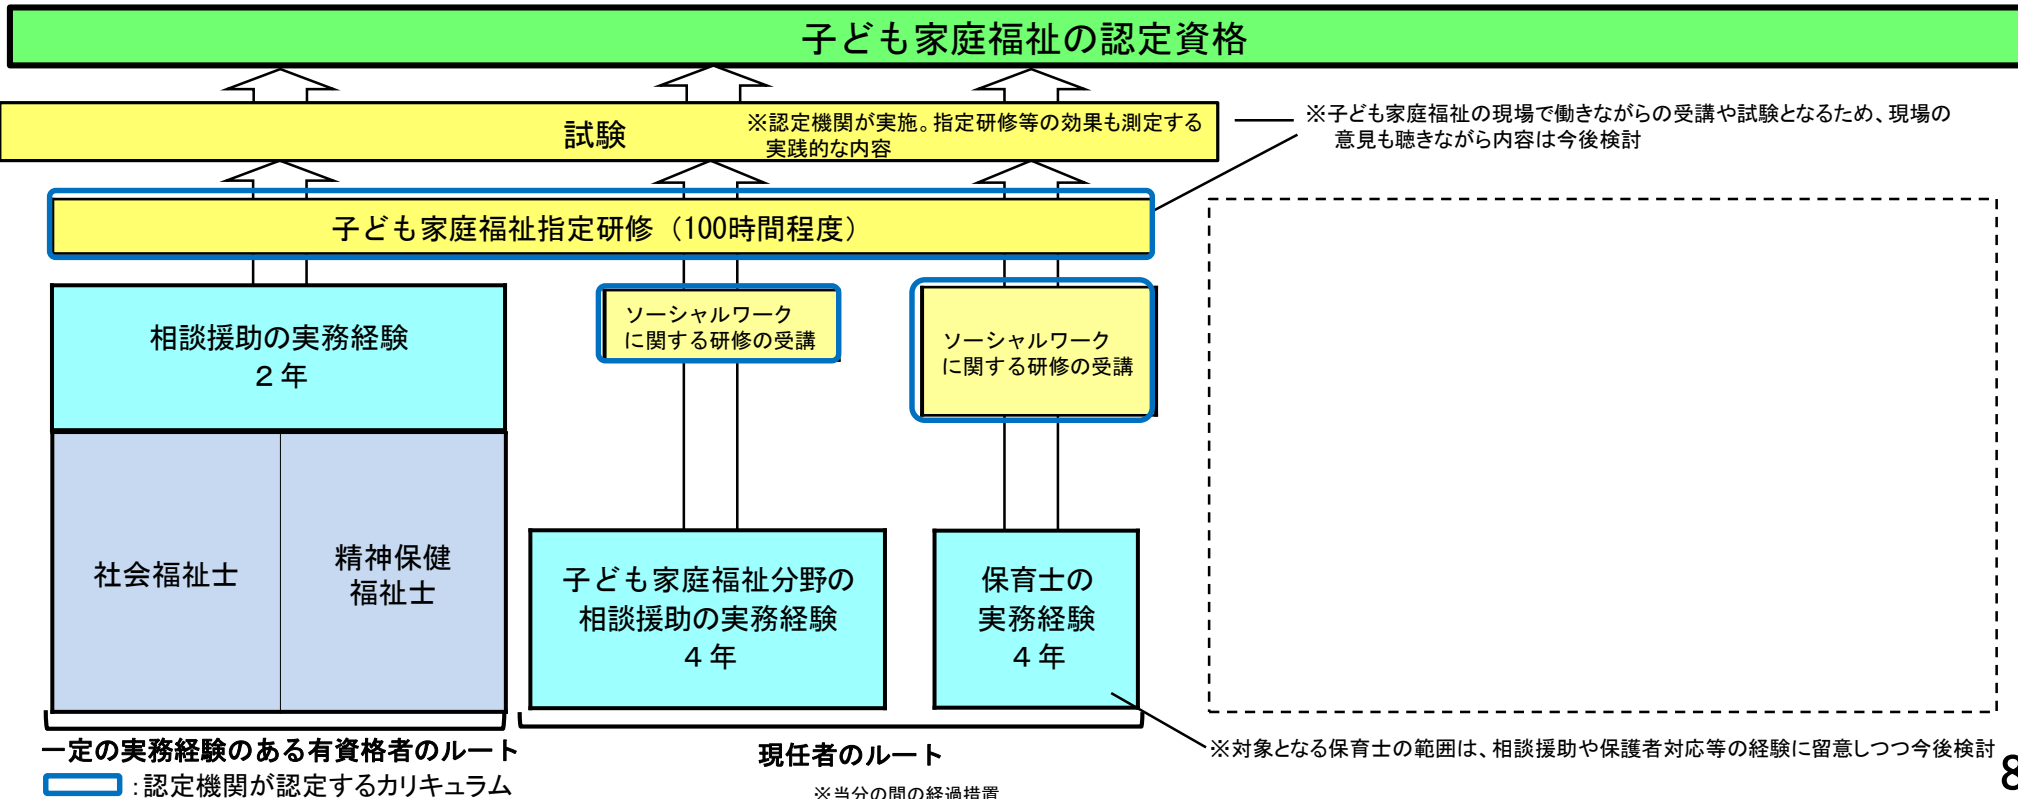 子ども家庭福祉の認定資格
試験
※認定機関が実施。指定研修等の効果も測定する
実践的な内容
※子ども家庭福祉の現場で働きながらの受講や試験となるため、現場の
意見も聴きながら内容は今後検討
子ども家庭福祉指定研修（100時間程度）
相談援助の実務経験
２年
ソーシャルワーク
に関する研修の受講
ソーシャルワーク
に関する研修の受講
社会福祉士
精神保健
福祉士
子ども家庭福祉分野の
相談援助の実務経験
４年
保育士の
実務経験
４年
一定の実務経験のある有資格者のルート
現任者のルート
※対象となる保育士の範囲は、相談援助や保護者対応等の経験に留意しつつ今後検討
：認定機関が認定するカリキュラム
※当分の間の経過措置
8